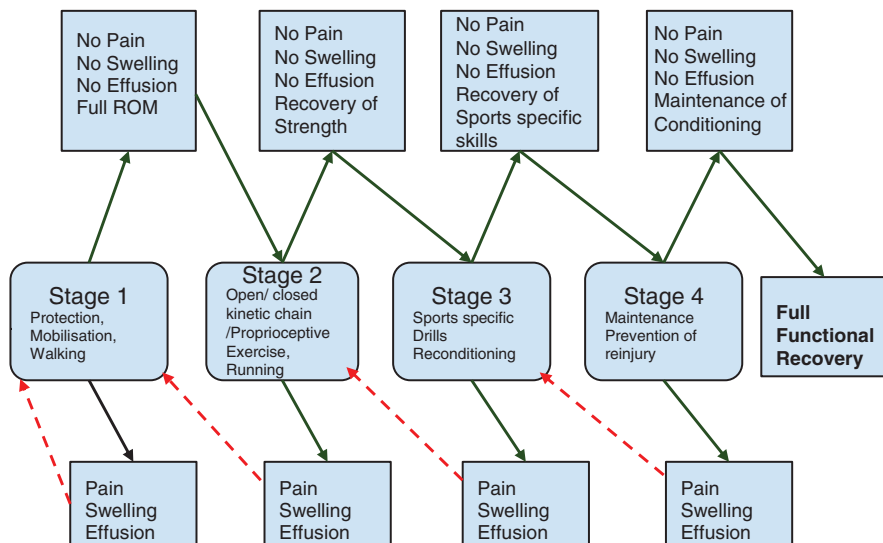 No Pain
No Swelling
No Effusion
Full ROM
No Pain
No Swelling
No Effusion
Recovery of
Strength
No Pain
No Swelling
No Effusion
Recovery of
Sports specific
skills
No Pain
No Swelling
No Effusion
Maintenance of
Conditioning
Stage 1
Protection,
Mobilisation,
Walking
Stage 2
Open/ closed
kinetic chain
/Proprioceptive
Exercise,
Running
Stage 3
Sports specific
Drills
Reconditioning
Stage 4
Maintenance
Prevention of
reinjury
Full
Functional
Recovery
Pain
Swelling
Effusion
Pain
Swelling
Effusion
Pain
Swelling
Effusion
Pain
Swelling
Effusion